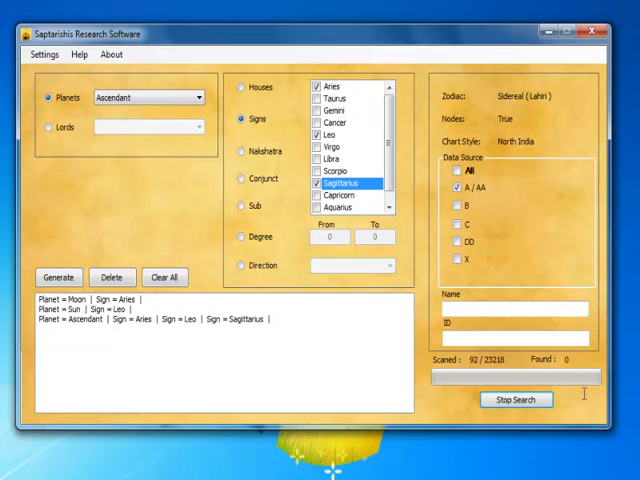 Saptarishis Research Software
Settings Help About
Planets Ascendant
Lords
Houses
Signs
Nakshatra
Conjunct
Sub
Degree
Direction
Aries
Taurus
Gemini
Cancer
Leo
Virgo
Libra
Scorpio
Sagittarius
Capricorn
Aquarius
From To
0 0
Zodiac: Sidereal ( Lahiri )
Nodes: True
Chart Style: North India
Data Source
All
A / AA
B
C
DD
X
Name
ID
Generate Delete Clear All
Planet = Moon | Sign = Aries |
Planet = Sun | Sign = Leo |
Planet = Ascendant | Sign = Aries | Sign = Leo | Sign = Sagittarius |
Scaned : 92 / 23218 Found : 0
Stop Search